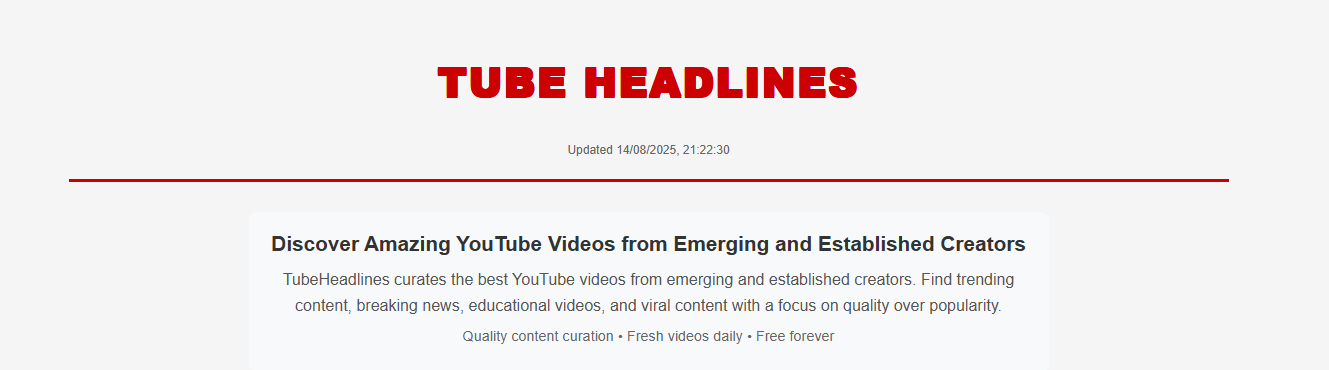 TUBE HEADLINES
Updated 14/08/2025, 21:22:30
Discover Amazing YouTube Videos from Emerging and Established Creators
TubeHeadlines curates the best YouTube videos from emerging and established creators. Find trending
content, breaking news, educational videos, and viral content with a focus on quality over popularity.
Quality content curation • Fresh videos daily • Free forever